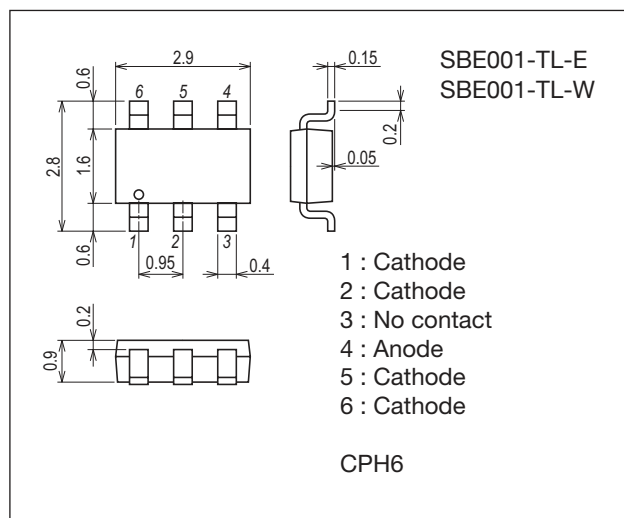 2.9
0.15
SBE001-TL-E
SBE001-TL-W
0.6
6
5
4
0.2
2.8
1.6
0.05
0.6
1
2
3
0.95
0.4
1 : Cathode
2 : Cathode
3 : No contact
4 : Anode
5 : Cathode
6 : Cathode
0.2
0.9
CPH6